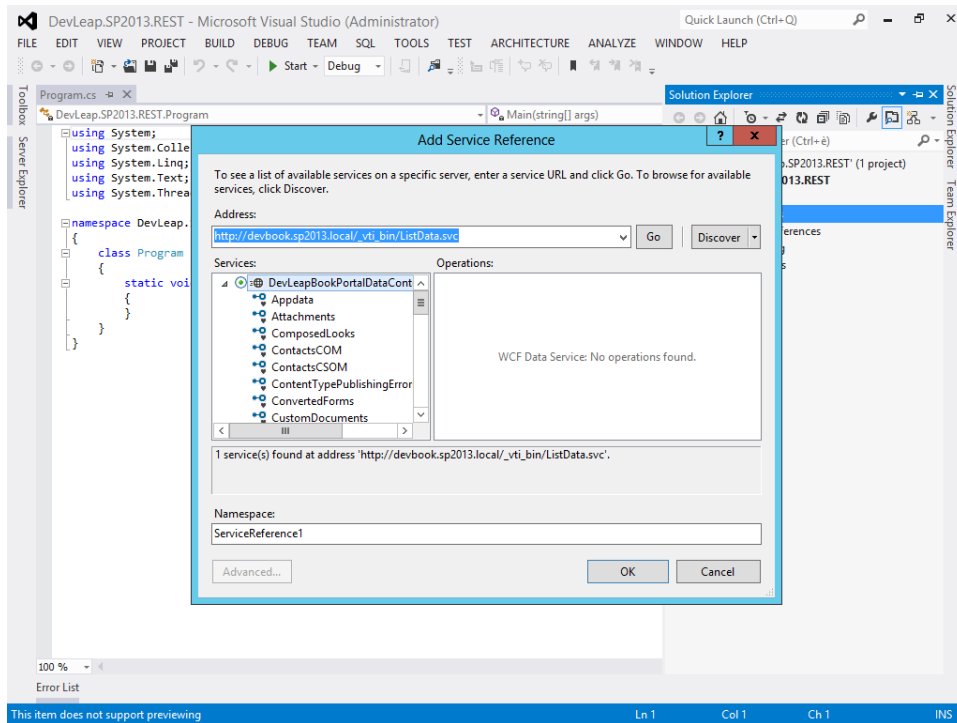 DevLeap.SP2013.REST - Microsoft Visual Studio (Administrator)
Quick Launch (Ctrl+Q)
FILE EDIT VIEW PROJECT BUILD DEBUG TEAM SQL TOOLS TEST ARCHITECTURE ANALYZE WINDOW HELP
Start Debug
Toolbox
Server Explorer
Program.cs
DevLeap.SP2013.REST.Program
Main(string[] args)
using System;
using System.Colle
using System.Linq;
using System.Text;
using System.Threa
namespace DevLeap.
{
class Program
{
static voi
{
}
}
}
Add Service Reference
To see a list of available services on a specific server, enter a service URL and click Go. To browse for available
services, click Discover.
Address:
http://devbook.sp2013.local/_vti_bin/ListData.svc
Go
Discover
Services:
Operations:
DevLeapBookPortalDataCont
Appdata
Attachments
ComposedLooks
ContactsCOM
ContactsCSOM
ContentTypePublishingError
ConvertedForms
CustomDocuments
WCF Data Service: No operations found.
1 service(s) found at address 'http://devbook.sp2013.local/_vti_bin/ListData.svc'.
Namespace:
ServiceReference1
Advanced...
OK
Cancel
Solution Explorer
er (Ctrl+è)
.SP2013.REST' (1 project)
013.REST
erences
s
Solution Explorer
Team Explorer
100 %
Error List
This item does not support previewing
Ln 1
Col 1
Ch 1
INS